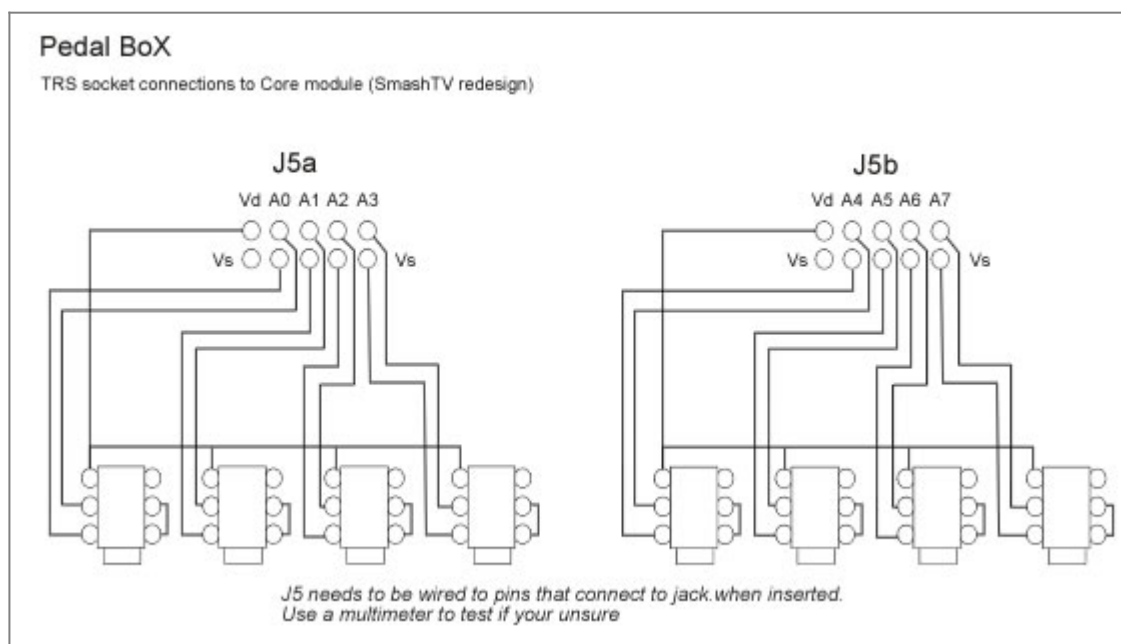 Pedal BoX
TRS socket connections to Core module (SmashTV redesign)
J5a
Vd A0 A1 A2 A3
Vs Vs
J5b
Vd A4 A5 A6 A7
Vs Vs
J5 needs to be wired to pins that connect to jack.when inserted.
Use a multimeter to test if your unsure